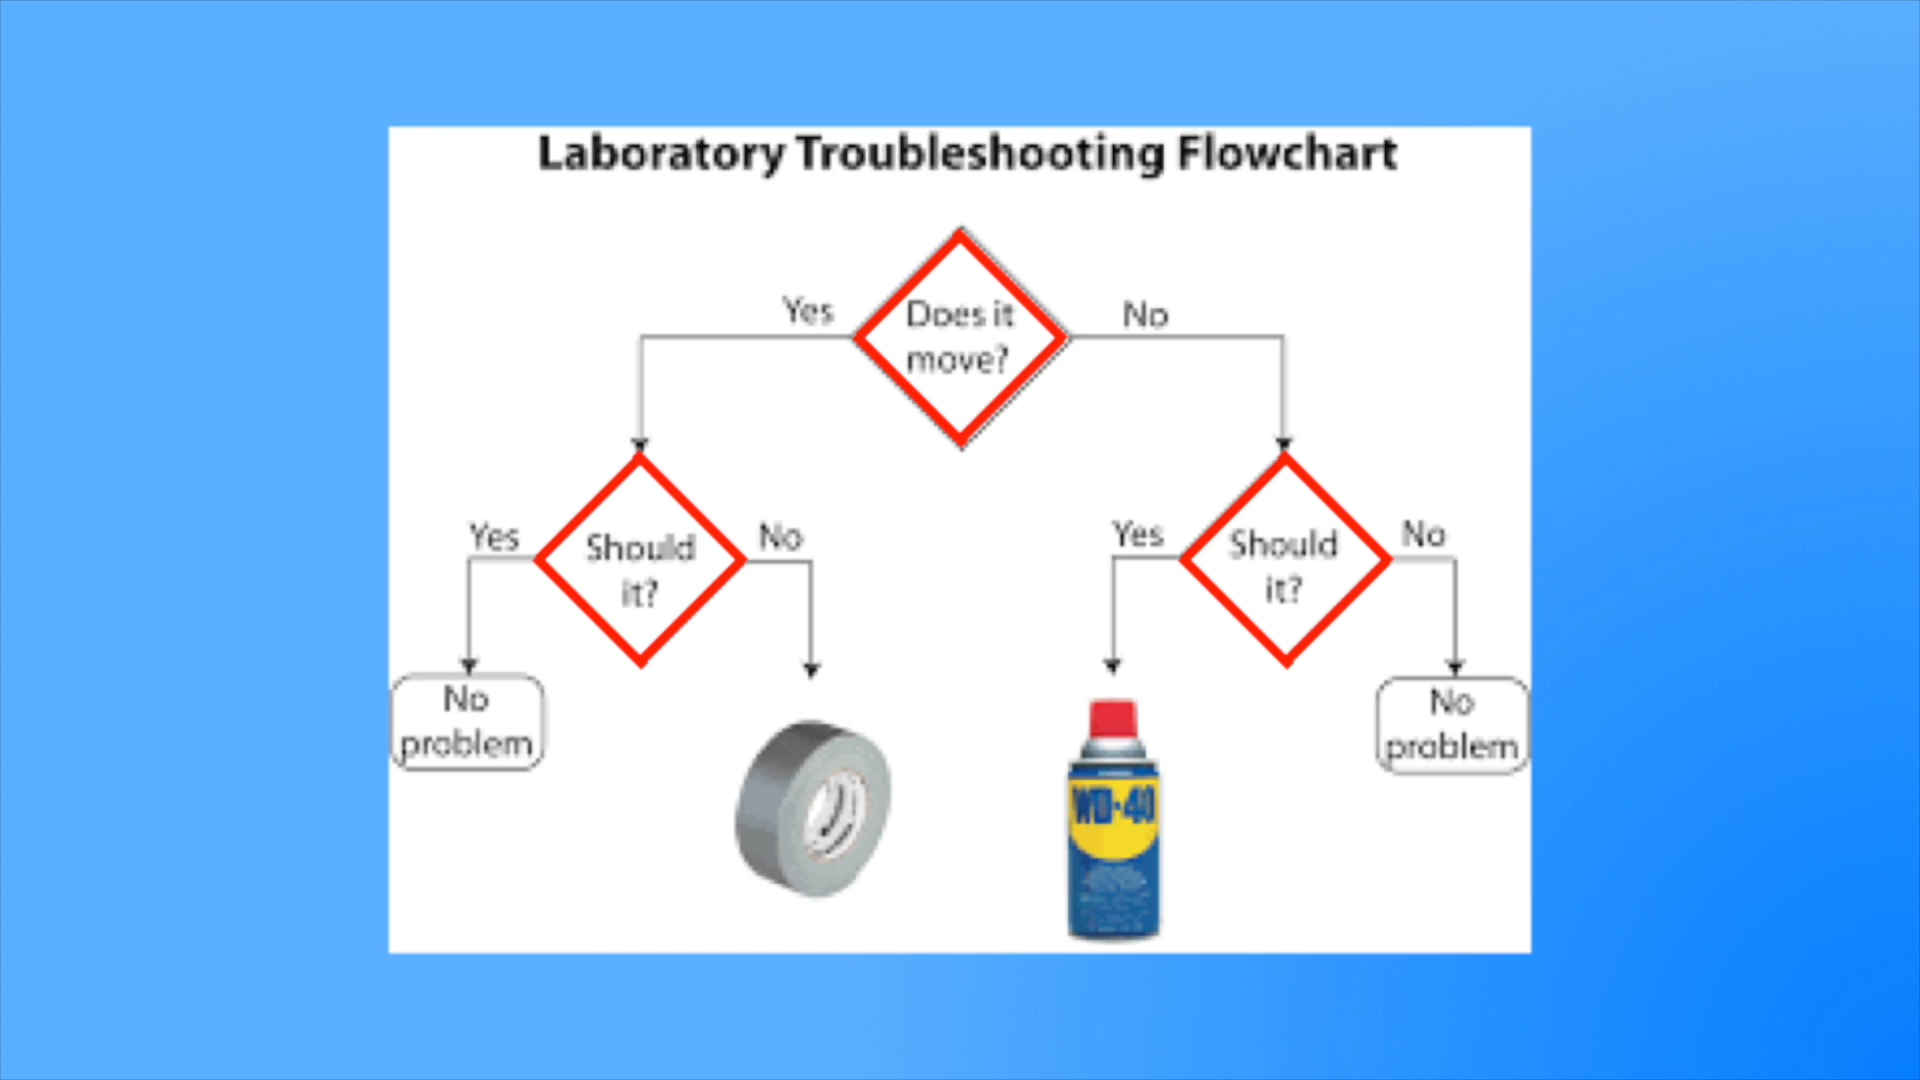 Laboratory Troubleshooting Flowchart
Does it
move?
Yes
No
Should
it?
Yes
No
Should
it?
Yes
No
No
problem
WD-40
No
problem